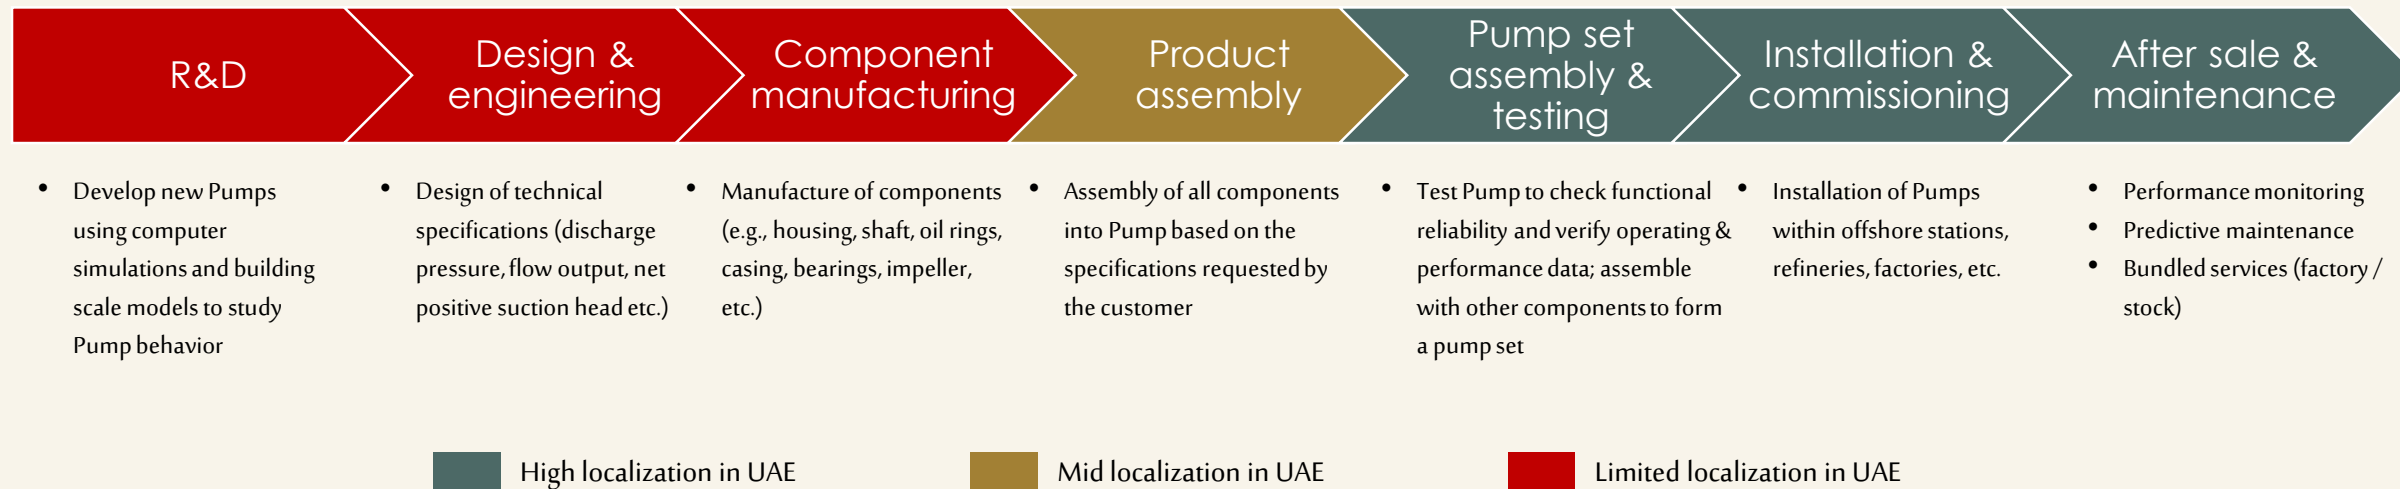 R&D
Design &
engineering
Component
manufacturing
Product
assembly
Pump set
assembly &
testing
Installation &
commissioning
After sale &
maintenance
• Develop new Pumps
using computer
simulations and building
scale models to study
Pump behavior
• Design of technical
specifications (discharge
pressure, flow output, net
positive suction head etc.)
• Manufacture of components
(e.g., housing, shaft, oil rings,
casing, bearings, impeller,
etc.)
• Assembly of all components
into Pump based on the
specifications requested by
the customer
• Test Pump to check functional
reliability and verify operating &
performance data; assemble
with other components to form
a pump set
• Installation of Pumps
within offshore stations,
refineries, factories, etc.
• Performance monitoring
• Predictive maintenance
• Bundled services (factory /
stock)
High localization in UAE
Mid localization in UAE
Limited localization in UAE